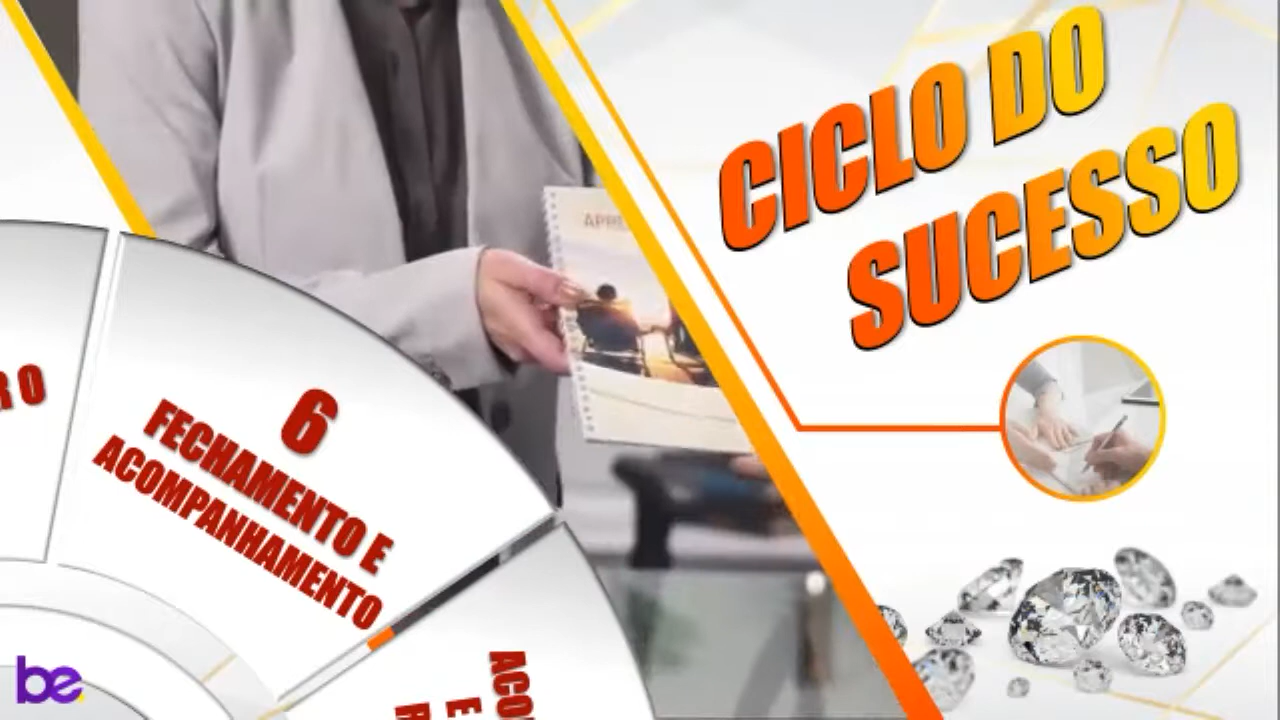 CICLO DO
SUCESSO
6
FECHAMENTO E
ACOMPANHAMENTO
be